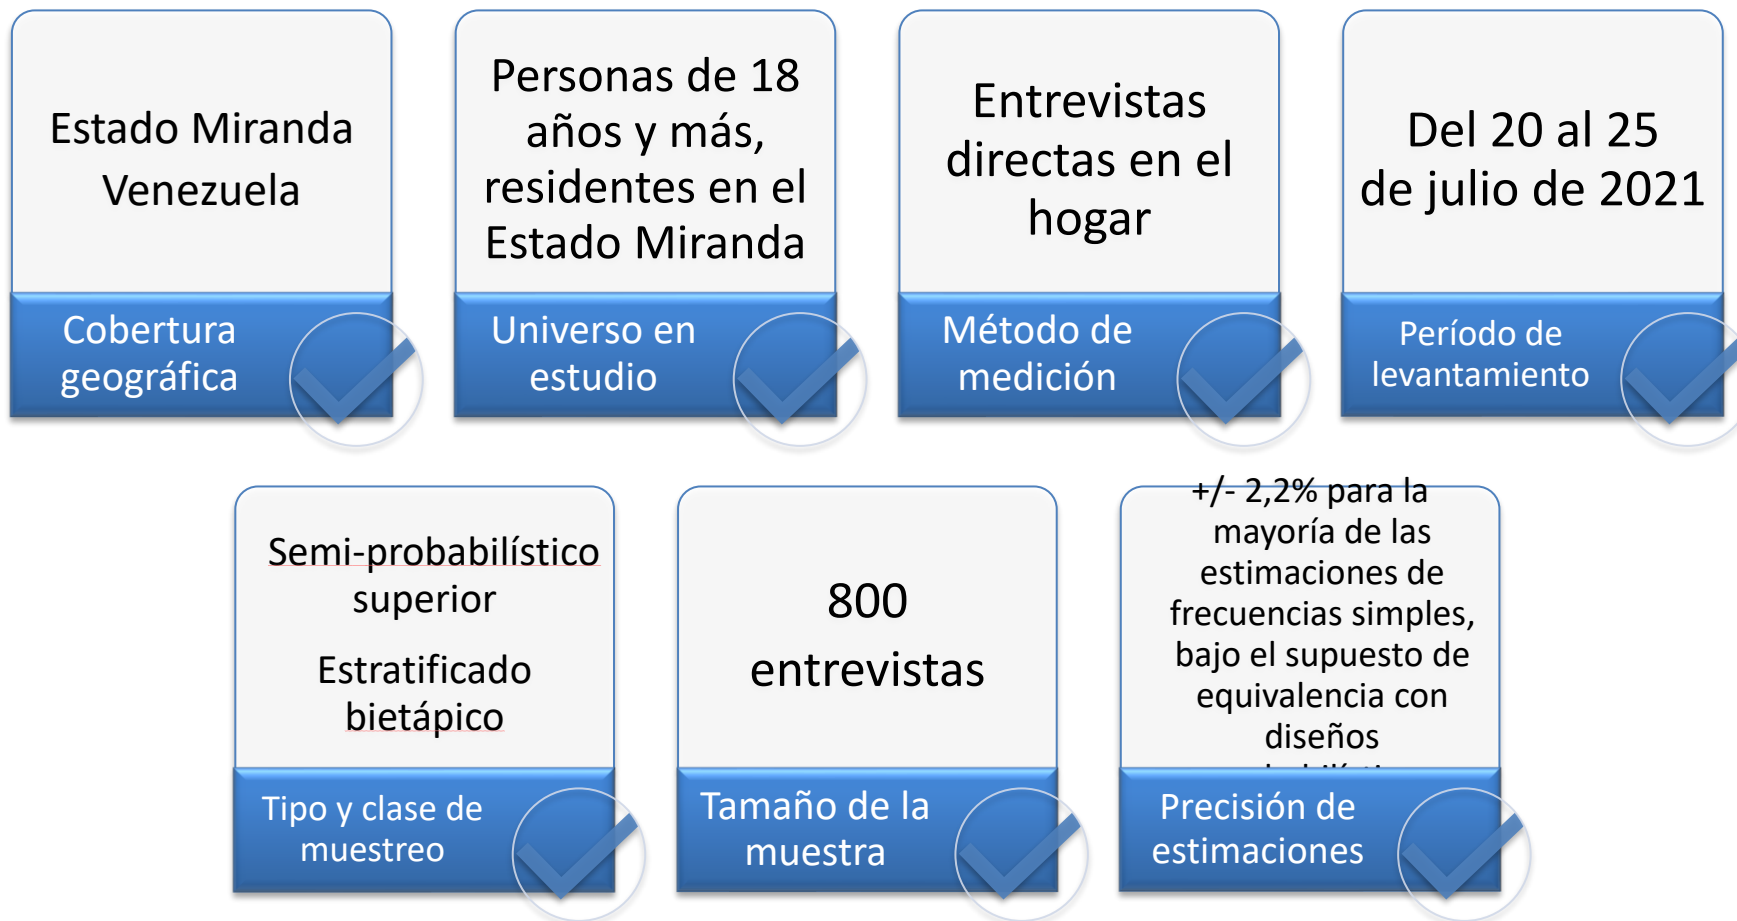 Estado Miranda
Venezuela
Cobertura
geográfica
Personas de 18
años y más,
residentes en el
Estado Miranda
Universo en
estudio
Entrevistas
directas en el
hogar
Método de
medición
Del 20 al 25
de julio de 2021
Período de
levantamiento
Semi-probabilístico
superior
Estratificado
bietápico
Tipo y clase de
muestreo
800
entrevistas
Tamaño de la
muestra
+/- 2,2% para la
mayoría de las
estimaciones de
frecuencias simples,
bajo el supuesto de
equivalencia con
diseños
Precisión de
estimaciones